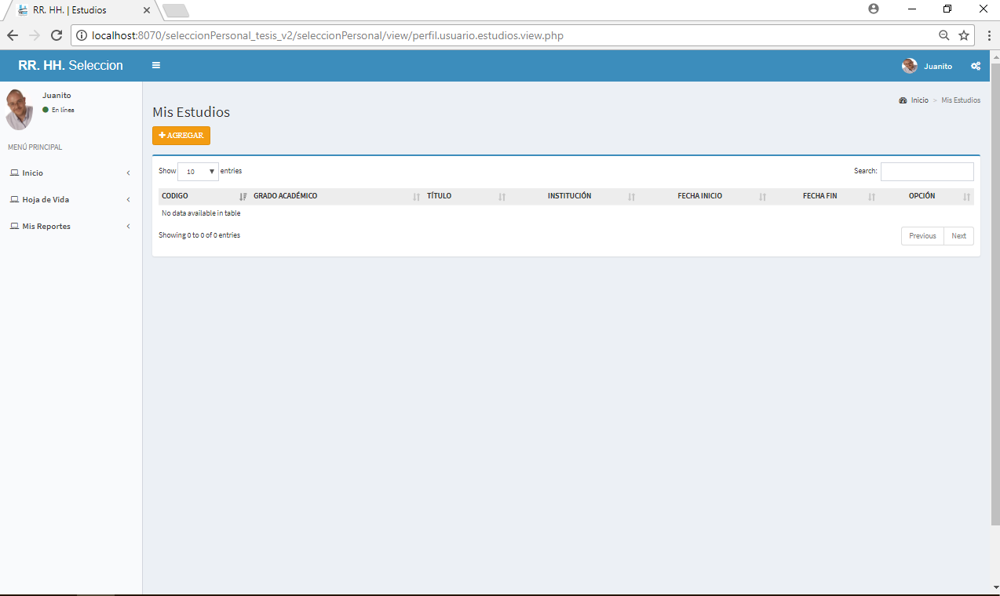 RR. HH. | Estudios
localhost:8070/seleccionPersonal_tesis_v2/seleccionPersonal/view/perfil.usuario.estudios.view.php
RR. HH. Seleccion
Juanito
Juanito
En línea
MENÚ PRINCIPAL
Inicio
Hoja de Vida
Mis Reportes
Inicio > Mis Estudios
Mis Estudios
AGREGAR
Show 10 entries
Search:
CODIGO GRADO ACADÉMICO TÍTULO INSTITUCIÓN FECHA INICIO FECHA FIN OPCIÓN
No data available in table
Showing 0 to 0 of 0 entries
Previous Next